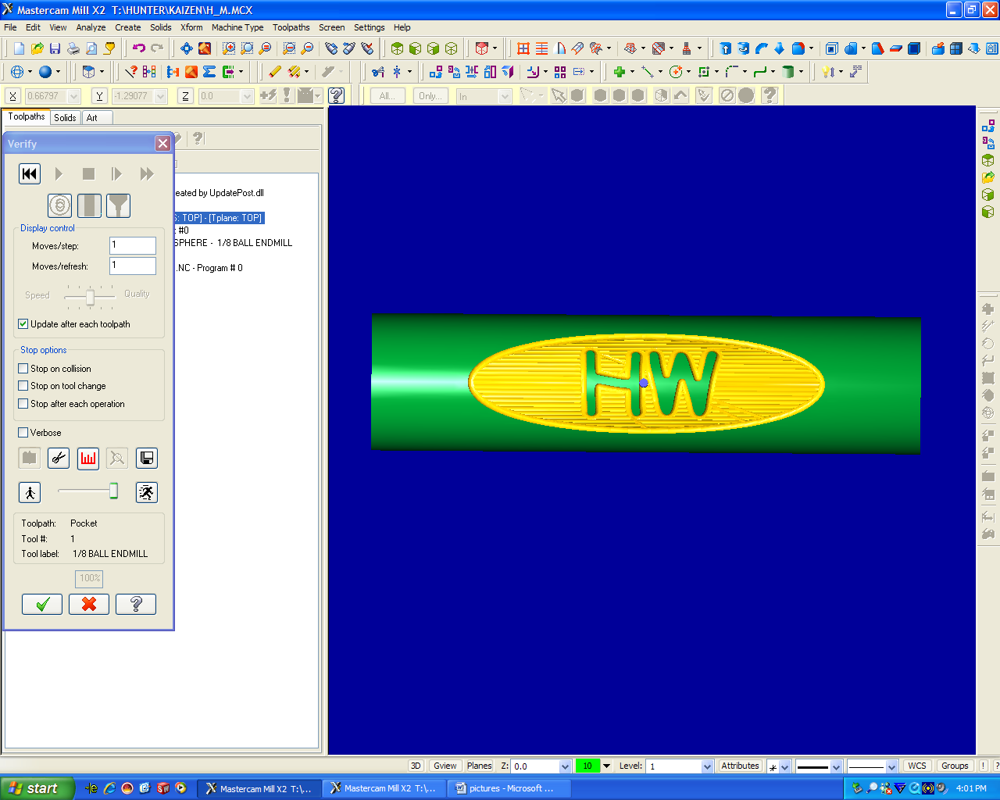 Mastercam Mill X2  T:\HUNTER\KAIZEN\H_M.MCX
File Edit View Analyze Create Solids Xform Machine Type Toolpaths Screen Settings Help
X 0.66797 Y -1.29077 Z 0.0 All... Only... In
Toolpaths Solids Art
Verify
eated by UpdatePost.dll
: TOP] - [Tplane: TOP]
#0
SPHERE - 1/8 BALL ENDMILL
.NC - Program # 0
Display control
Moves/step: 1
Moves/refresh: 1
Speed Quality
Update after each toolpath
Stop options
Stop on collision
Stop on tool change
Stop after each operation
Verbose
Toolpath: Pocket
Tool #: 1
Tool label: 1/8 BALL ENDMILL
100%
HW
3D Gview Planes Z: 0.0 10 Level: 1 Attributes WCS Groups ! ?
start Mastercam Mill X2 T:\... Mastercam Mill X2 T:\... pictures - Microsoft ... 4:01 PM